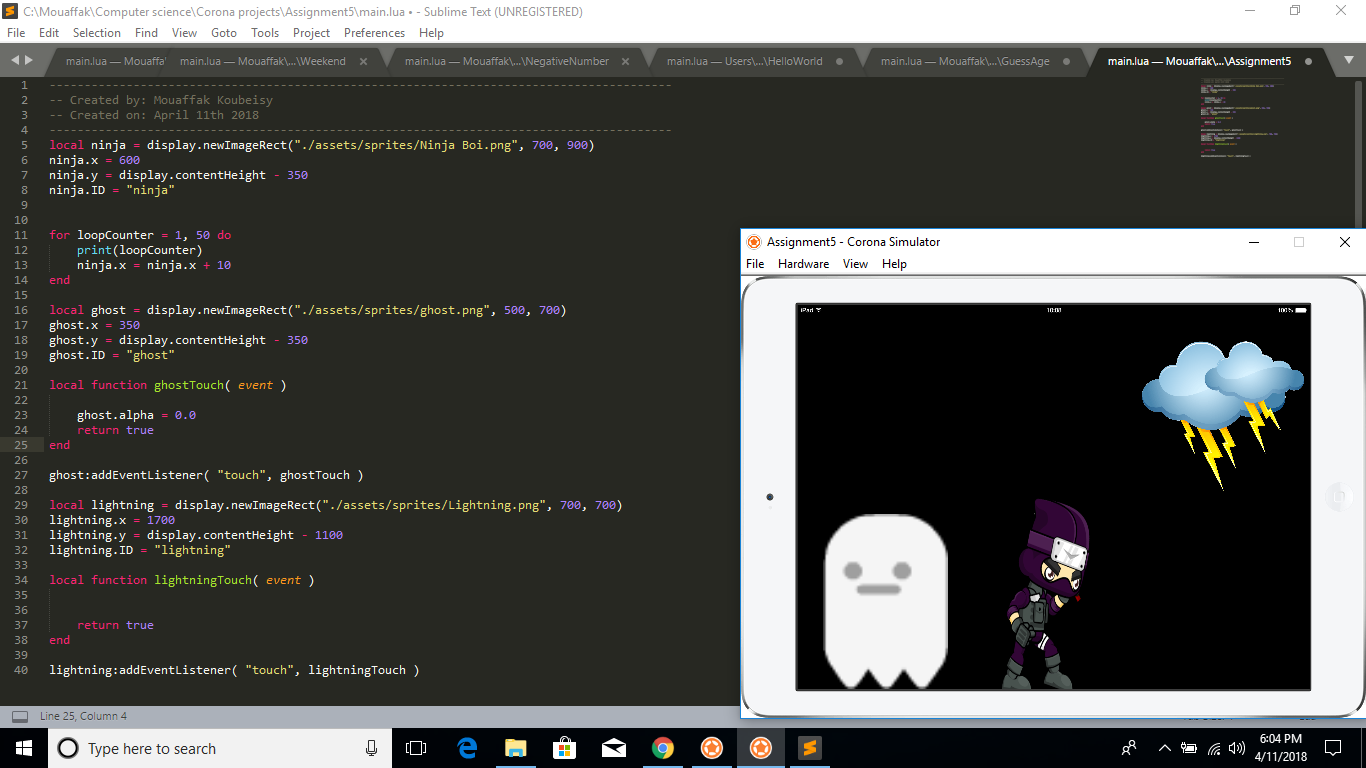 C:\Mouaffak\Computer science\Corona projects\Assignment5\main.lua • - Sublime Text (UNREGISTERED)
File Edit Selection Find View Goto Tools Project Preferences Help
main.lua — Mouaffa main.lua — Mouaffak\...\Weekend × main.lua — Mouaffak\...\NegativeNumber × main.lua — Users\...\HelloWorld main.lua — Mouaffak\...\GuessAge main.lua — Mouaffak\...\Assignment5
1 -----------------------------------------------------------------------------------------
2 -- Created by: Mouaffak Koubeisy
3 -- Created on: April 11th 2018
4 -----------------------------------------------------------------------------------------
5 local ninja = display.newImageRect("./assets/sprites/Ninja Boi.png", 700, 900)
6 ninja.x = 600
7 ninja.y = display.contentHeight - 350
8 ninja.ID = "ninja"
9
10
11 for loopCounter = 1, 50 do
12 print(loopCounter)
13 ninja.x = ninja.x + 10
14 end
15
16 local ghost = display.newImageRect("./assets/sprites/ghost.png", 500, 700)
17 ghost.x = 350
18 ghost.y = display.contentHeight - 350
19 ghost.ID = "ghost"
20
21 local function ghostTouch( event )
22
23 ghost.alpha = 0.0
24 return true
25 end
26
27 ghost:addEventListener( "touch", ghostTouch )
28
29 local lightning = display.newImageRect("./assets/sprites/Lightning.png", 700, 700)
30 lightning.x = 1700
31 lightning.y = display.contentHeight - 1100
32 lightning.ID = "lightning"
33
34 local function lightningTouch( event )
35
36
37 return true
38 end
39
40 lightning:addEventListener( "touch", lightningTouch )
Line 25, Column 4
Assignment5 - Corona Simulator
File Hardware View Help
iPad 100%
Type here to search
6:04 PM
4/11/2018